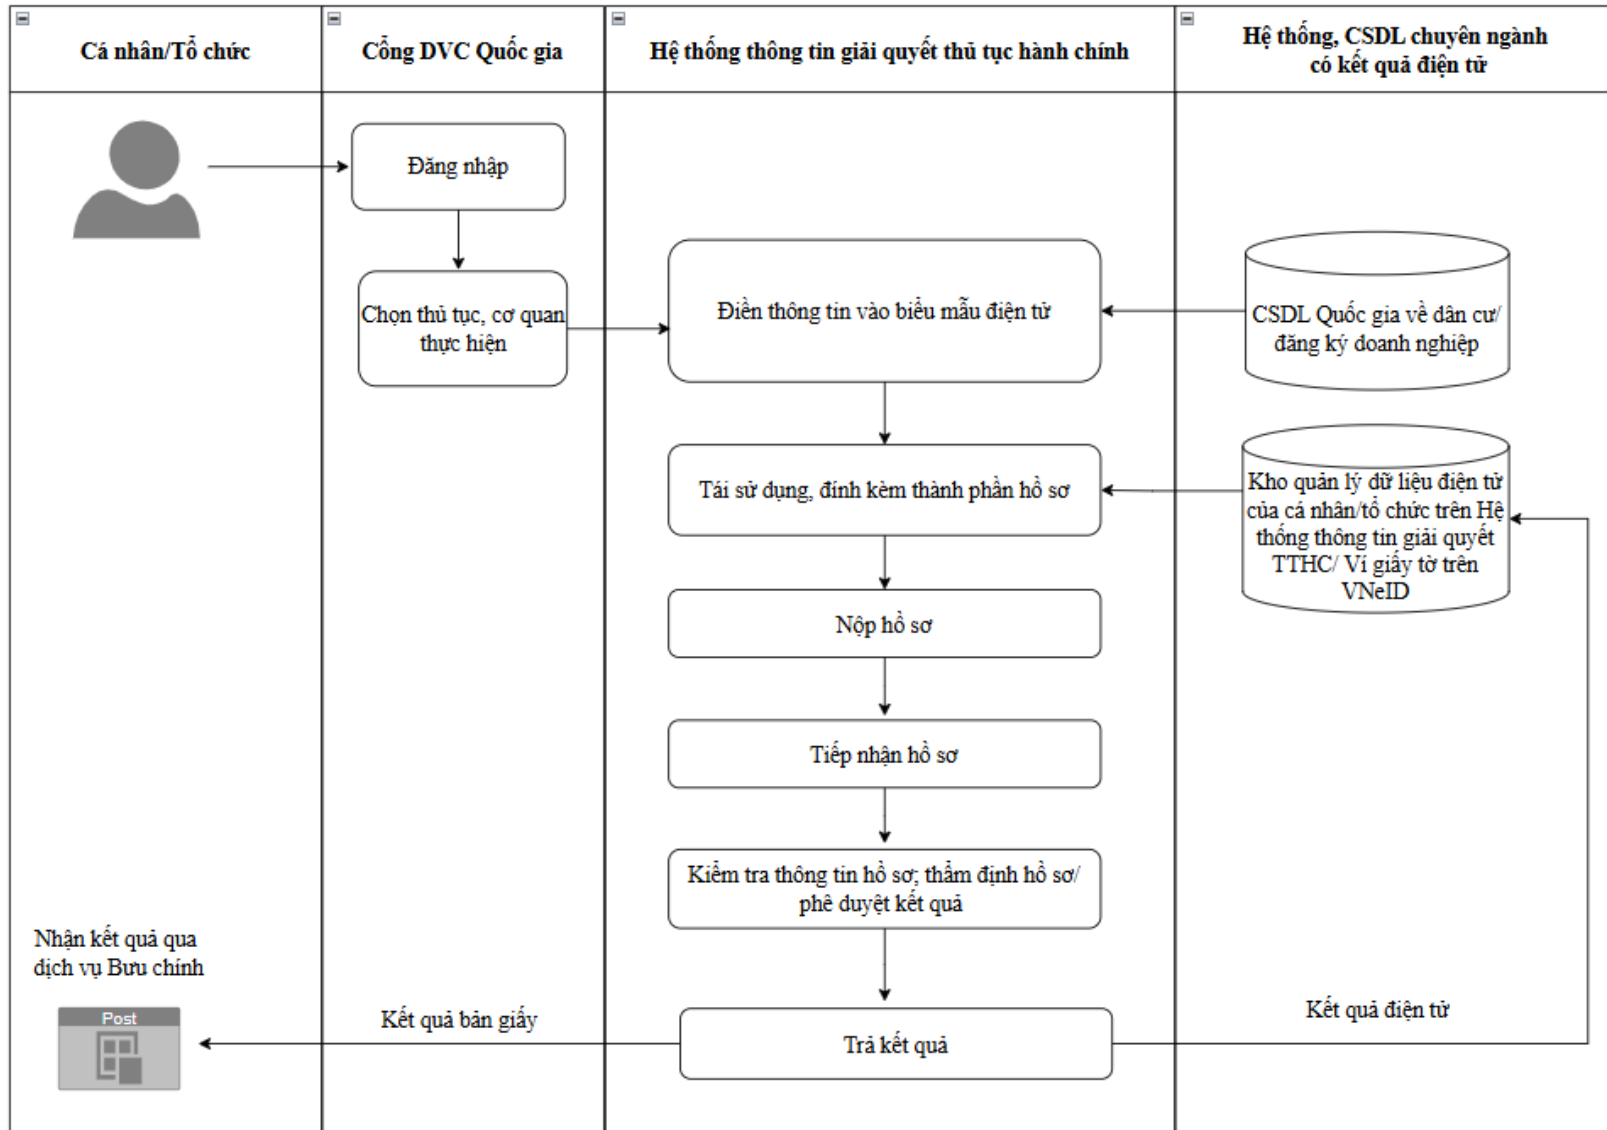 Cá nhân/Tổ chức
Cổng DVC Quốc gia
Hệ thống thông tin giải quyết thủ tục hành chính
Hệ thống, CSDL chuyên ngành
có kết quả điện tử
Đăng nhập
Chọn thủ tục, cơ quan
thực hiện
Điền thông tin vào biểu mẫu điện tử
CSDL Quốc gia về dân cư/
đăng ký doanh nghiệp
Tái sử dụng, đính kèm thành phần hồ sơ
Kho quản lý dữ liệu điện tử
của cá nhân/tổ chức trên Hệ
thống thông tin giải quyết
TTHC/ Ví giấy tờ trên
VNeID
Nộp hồ sơ
Tiếp nhận hồ sơ
Kiểm tra thông tin hồ sơ; thẩm định hồ sơ/
phê duyệt kết quả
Nhận kết quả qua
dịch vụ Bưu chính
Post
Kết quả bản giấy
Trả kết quả
Kết quả điện tử